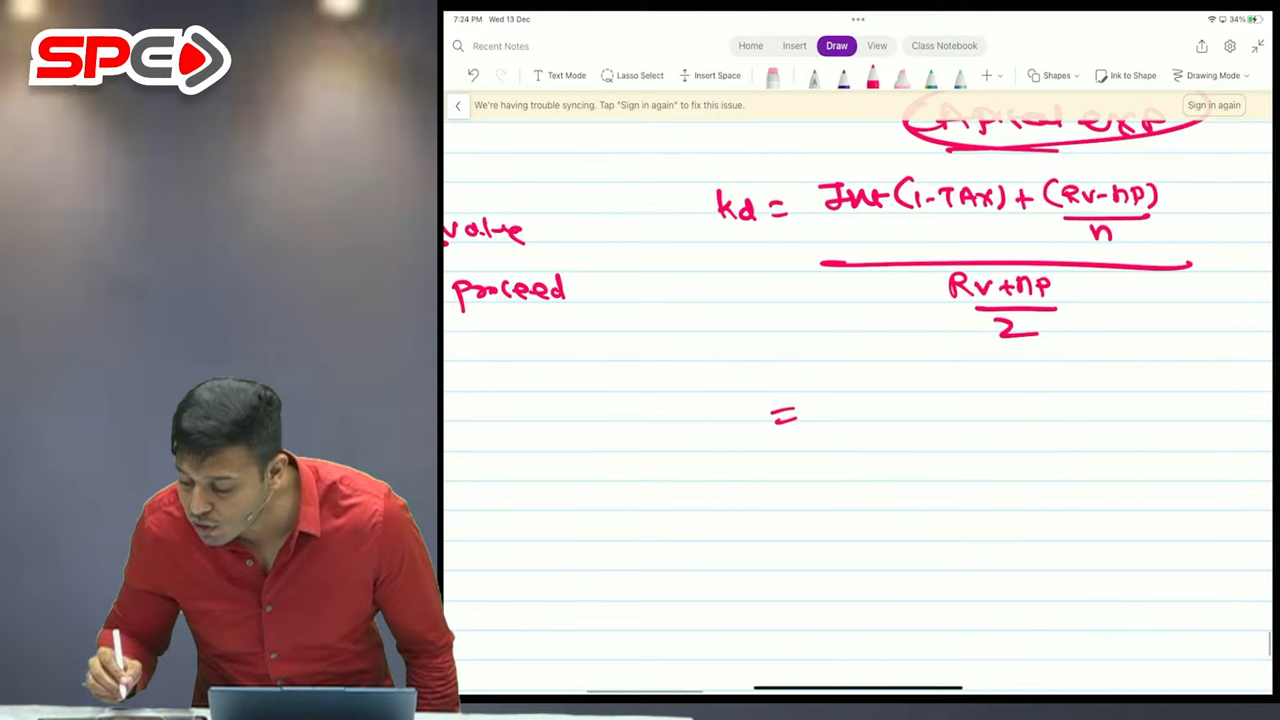 SPED
7:24 PM Wed 13 Dec
34%
Recent Notes
Home Insert Draw View Class Notebook
Text Mode Lasso Select Insert Space Shapes Ink to Shape Drawing Mode
We're having trouble syncing. Tap "Sign in again" to fix this issue.
Sign in again
kd = Int (1-TAX) + (RV-np)
n
RV+np
2
value
proceed
=